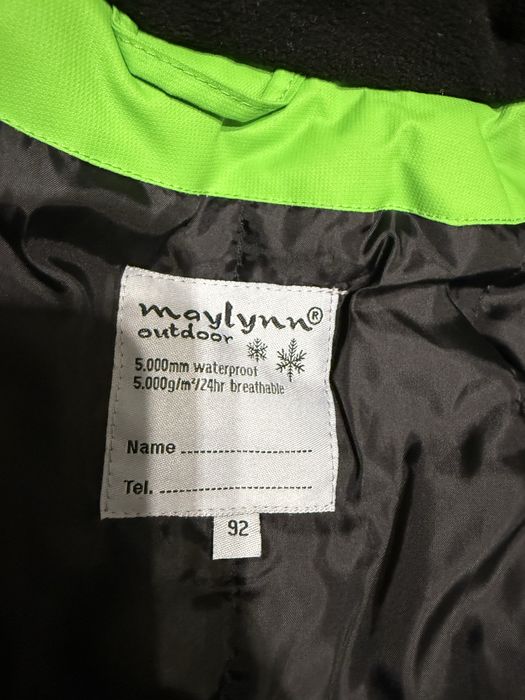 maylynn®
outdoor
5.000mm waterproof
5.000g/m²/24hr breathable
Name
Tel.
92